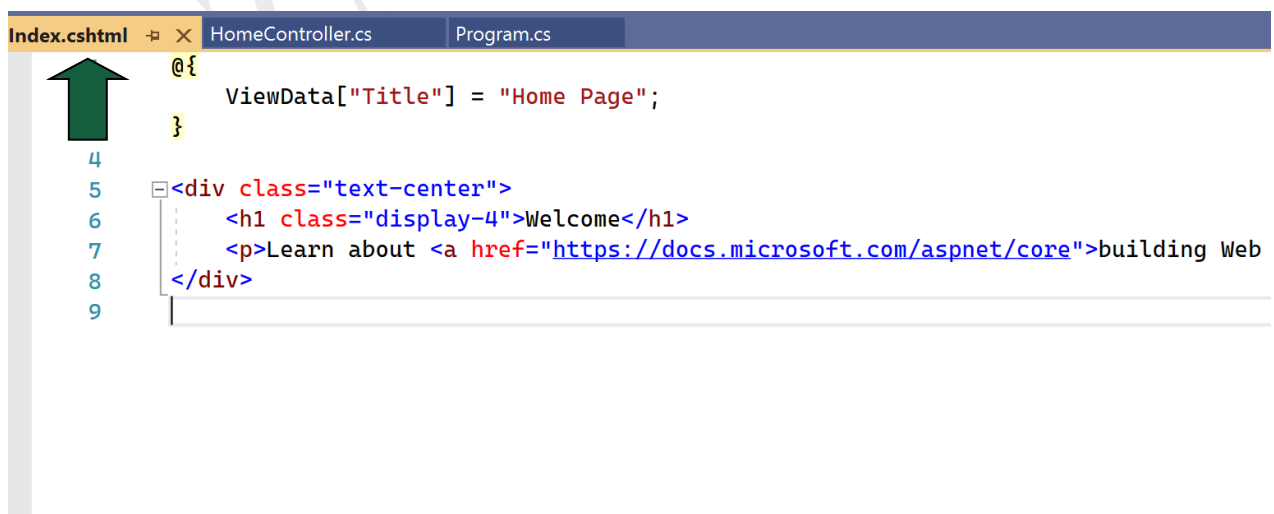 Index.cshtml HomeController.cs Program.cs
@{
ViewData["Title"] = "Home Page";
}
4
5 <div class="text-center">
6 <h1 class="display-4">Welcome</h1>
7 <p>Learn about <a href="https://docs.microsoft.com/aspnet/core">building Web
8 </div>
9